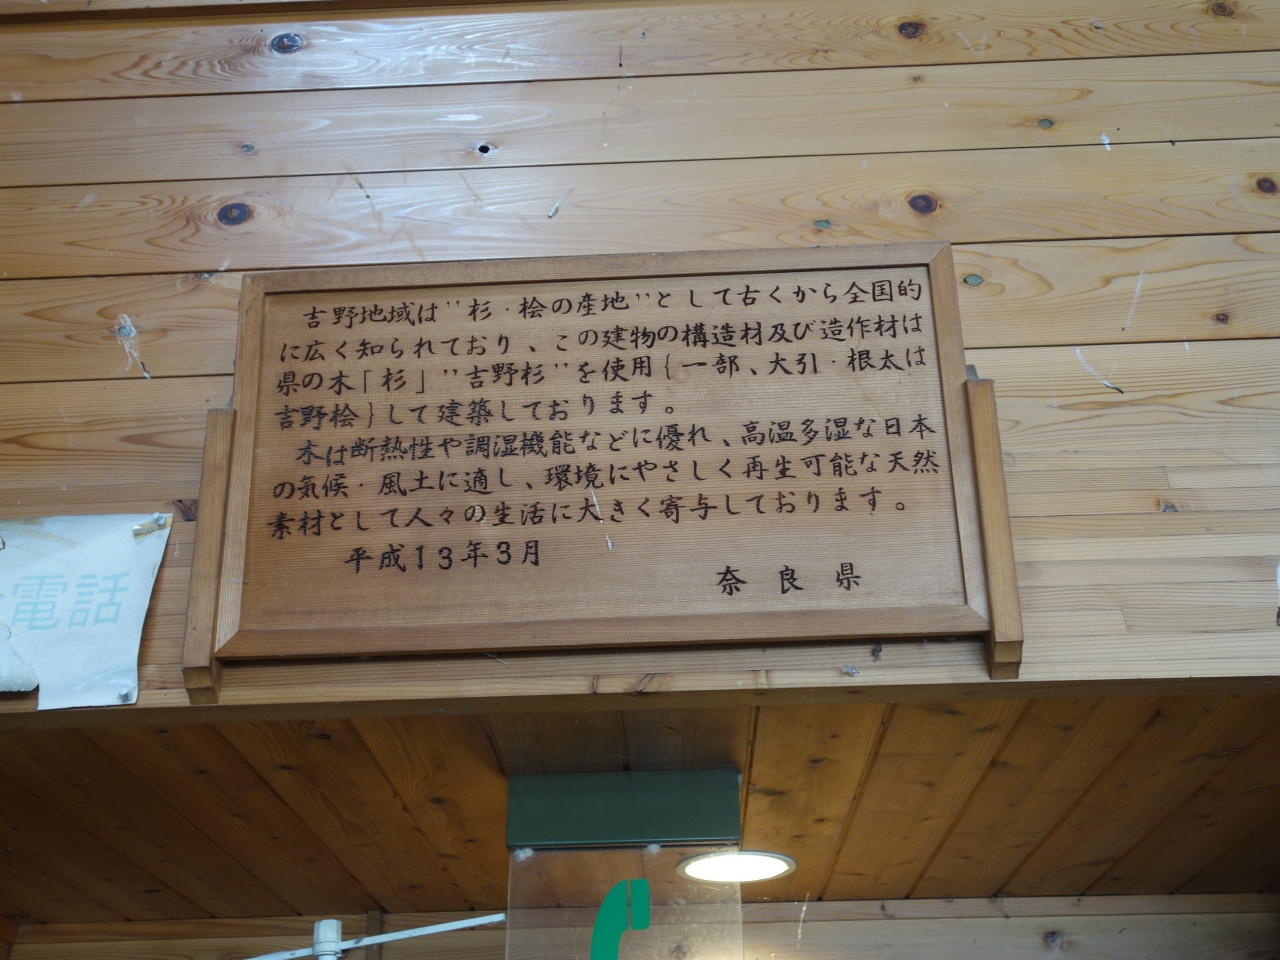 吉野地域は"杉・桧の産地"として古くから全国的
に広く知られており、この建物の構造材及び造作材は
県の木「杉」"吉野杉"を使用{一部、大引・根太は
吉野桧}して建築しております。
木は断熱性や調湿機能などに優れ、高温多湿な日本
の気候・風土に適し、環境にやさしく再生可能な天然
素材として人々の生活に大きく寄与しております。
平成13年3月
奈良県
電話